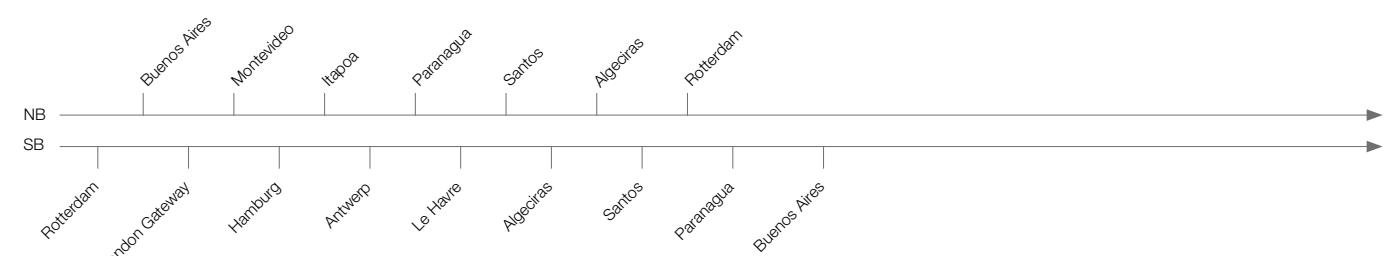 Buenos Aires
Montevideo
Itapoa
Paranagua
Santos
Algeciras
Rotterdam
NB
SB
Rotterdam
ndon Gateway
Hamburg
Antwerp
Le Havre
Algeciras
Santos
Paranagua
Buenos Aires